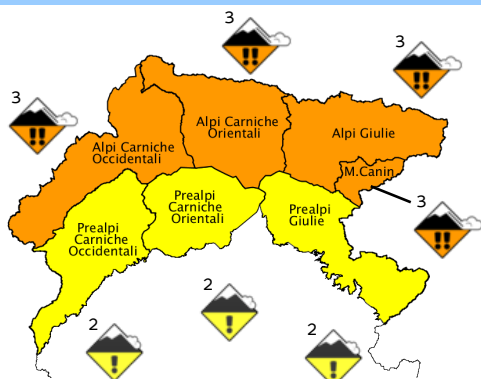 3
3
3
Alpi Carniche
Orientali
Alpi Giulie
Alpi Carniche
Occidentali
M.Canin
3
Prealpi
Carniche
Orientali
Prealpi
Giulie
Prealpi
Carniche
Occidentali
2
2
2